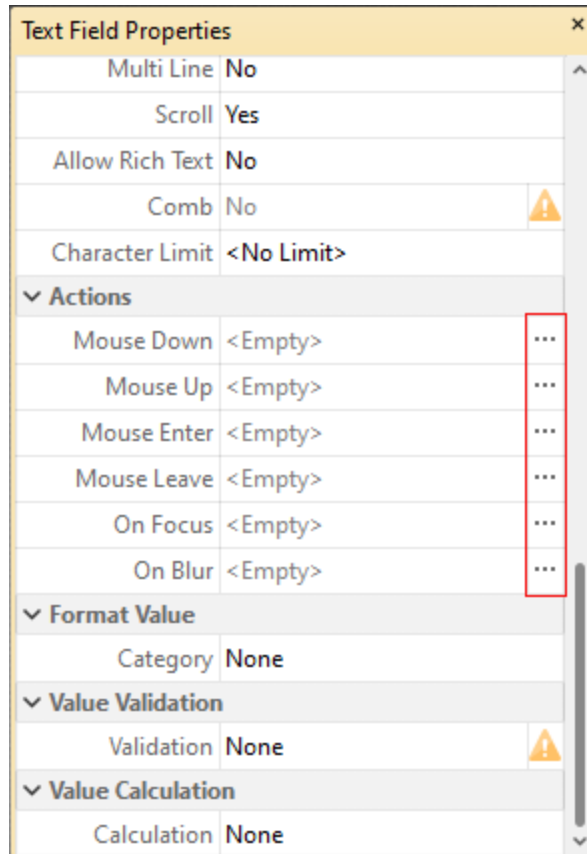 Text Field Properties
Multi Line No
Scroll Yes
Allow Rich Text No
Comb No
Character Limit <No Limit>
Actions
Mouse Down <Empty>
Mouse Up <Empty>
Mouse Enter <Empty>
Mouse Leave <Empty>
On Focus <Empty>
On Blur <Empty>
Format Value
Category None
Value Validation
Validation None
Value Calculation
Calculation None